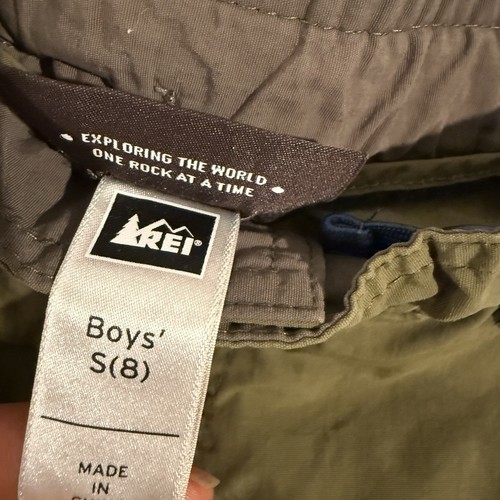 EXPLORING THE WORLD
ONE ROCK AT A TIME
REI®
Boys'
S(8)
MADE
IN